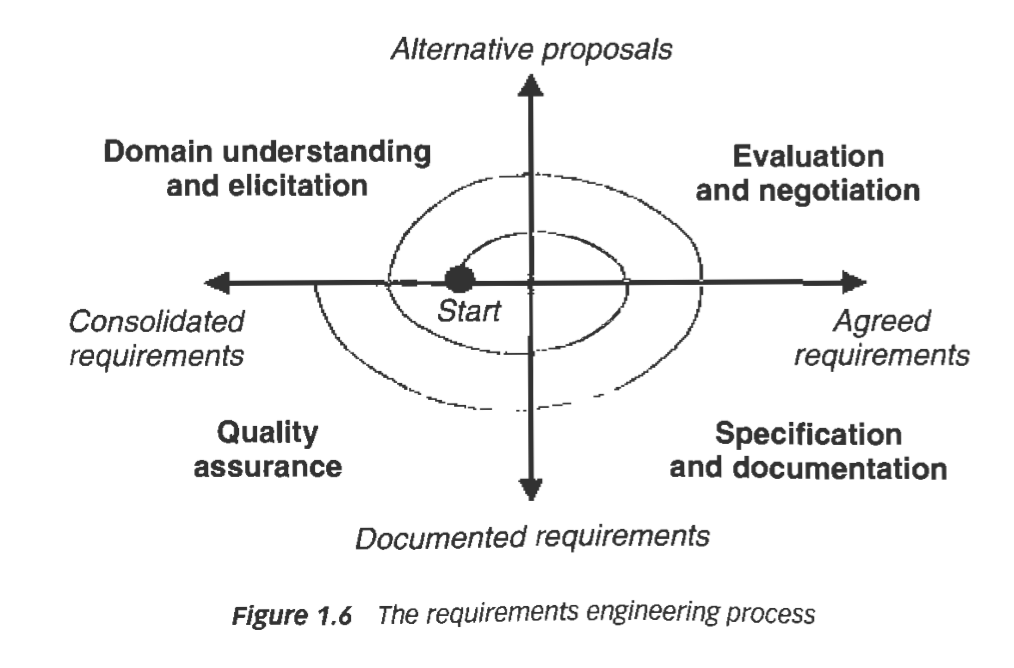 Alternative proposals
Domain understanding
and elicitation
Evaluation
and negotiation
Start
Consolidated
requirements
Agreed
requirements
Quality
assurance
Specification
and documentation
Documented requirements
Figure 1.6 The requirements engineering process